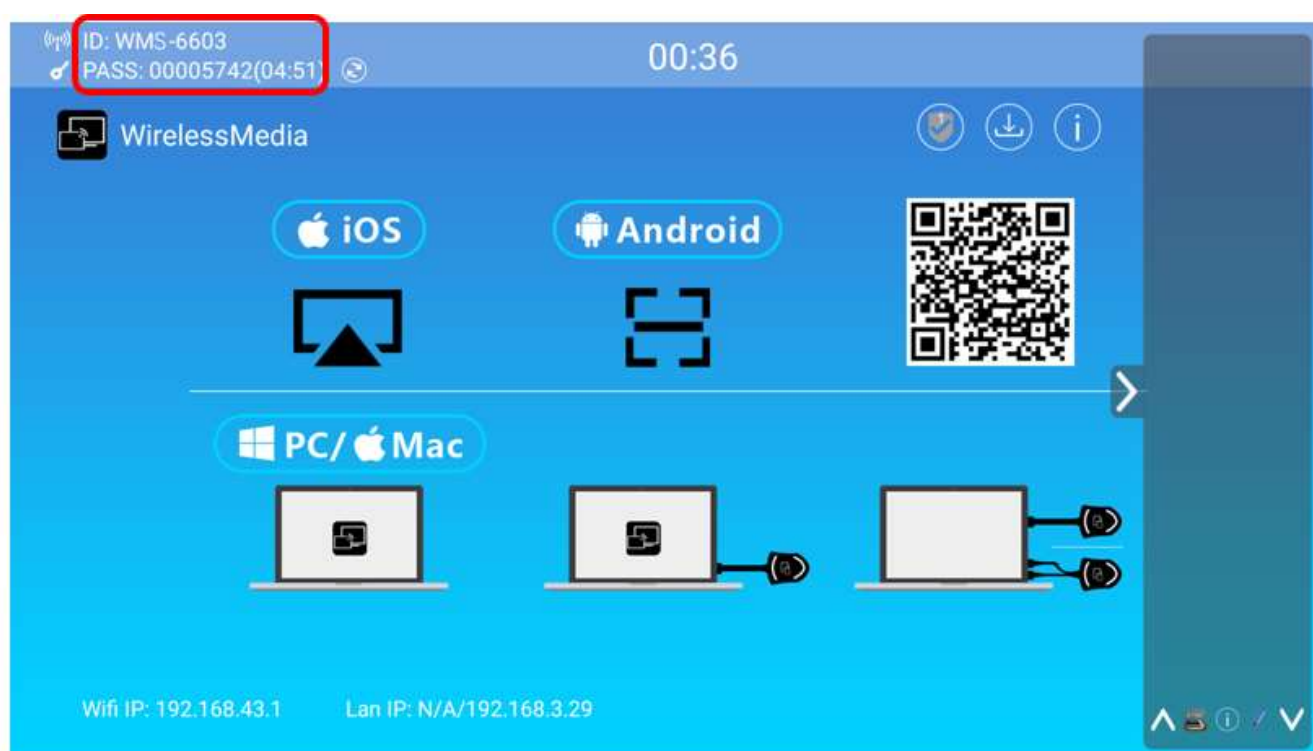 ID: WMS-6603
PASS: 00005742(04:51)
00:36
WirelessMedia
iOS
Android
PC/ Mac
Wifi IP: 192.168.43.1
Lan IP: N/A/192.168.3.29